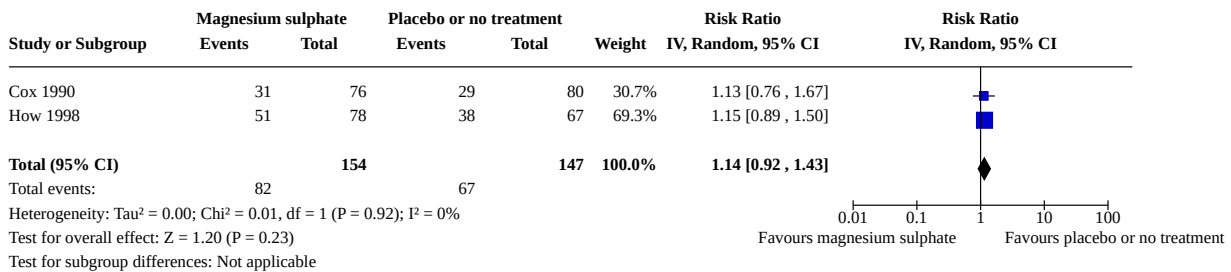 Magnesium sulphate Placebo or no treatment Risk Ratio Risk Ratio
Study or Subgroup Events Total Events Total Weight IV, Random, 95% CI IV, Random, 95% CI
Cox 1990 31 76 29 80 30.7% 1.13 [0.76 , 1.67]
How 1998 51 78 38 67 69.3% 1.15 [0.89 , 1.50]
Total (95% CI) 154 147 100.0% 1.14 [0.92 , 1.43]
Total events: 82 67
Heterogeneity: Tau² = 0.00; Chi² = 0.01, df = 1 (P = 0.92); I² = 0% 0.01 0.1 1 10 100
Test for overall effect: Z = 1.20 (P = 0.23) Favours magnesium sulphate Favours placebo or no treatment
Test for subgroup differences: Not applicable